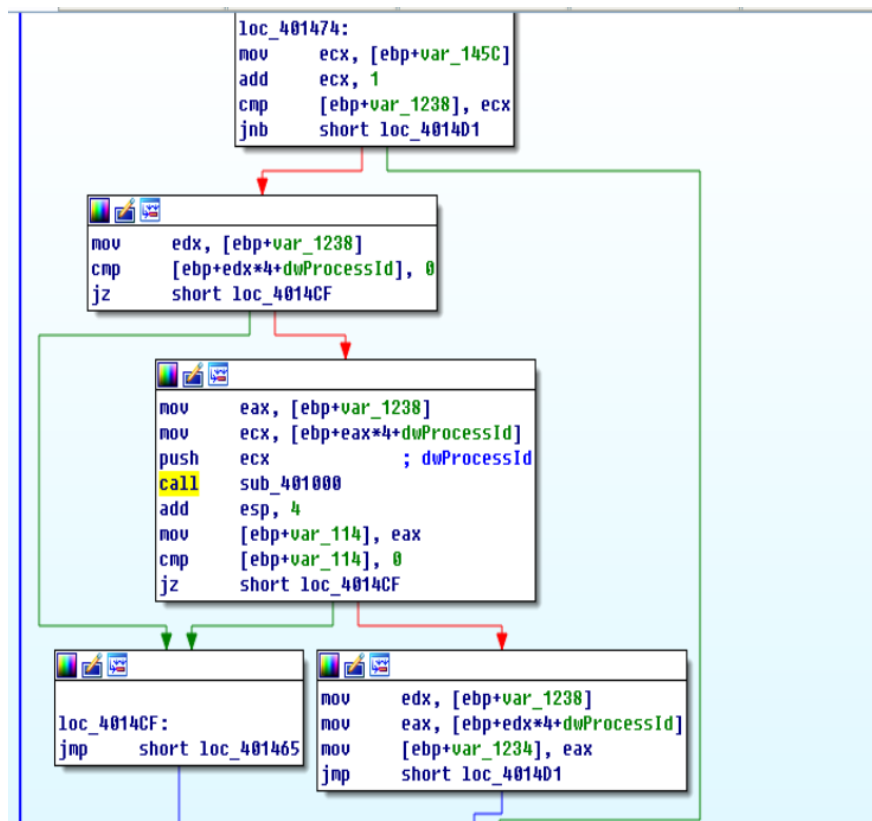 loc_401474:
mov ecx, [ebp+var_145C]
add ecx, 1
cmp [ebp+var_1238], ecx
jnb short loc_4014D1
mov edx, [ebp+var_1238]
cmp [ebp+edx*4+dwProcessId], 0
jz short loc_4014CF
mov eax, [ebp+var_1238]
mov ecx, [ebp+eax*4+dwProcessId]
push ecx ; dwProcessId
call sub_401000
add esp, 4
mov [ebp+var_114], eax
cmp [ebp+var_114], 0
jz short loc_4014CF
loc_4014CF:
jmp short loc_401465
mov edx, [ebp+var_1238]
mov eax, [ebp+edx*4+dwProcessId]
mov [ebp+var_1234], eax
jmp short loc_4014D1